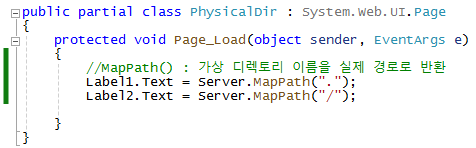 public partial class PhysicalDir : System.Web.UI.Page
{
protected void Page_Load(object sender, EventArgs e)
{
//MapPath() : 가상 디렉토리 이름을 실제 경로로 반환
Label1.Text = Server.MapPath(".");
Label2.Text = Server.MapPath("/");
}
}